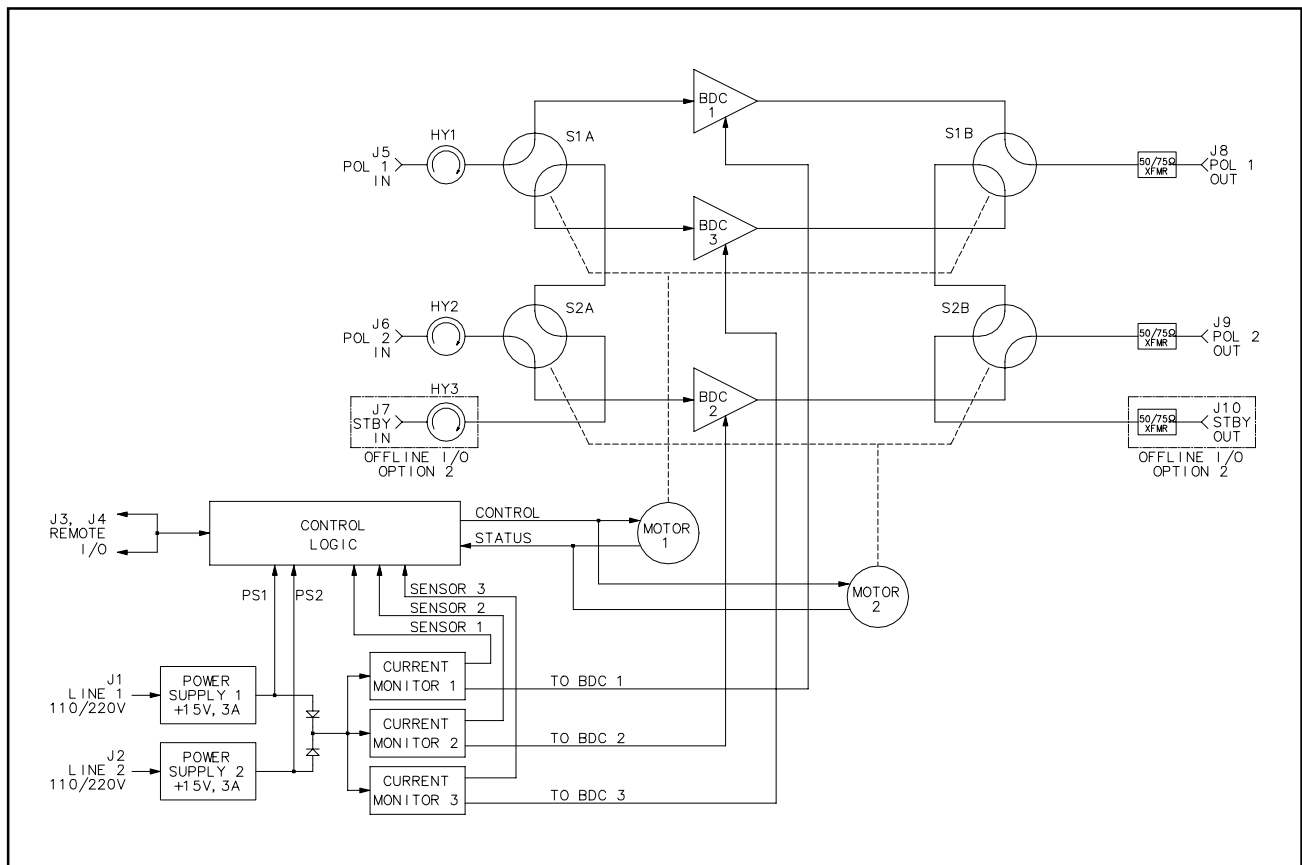 BDC
1
HY1
S1A
S1B
J5
POL 1
IN
50/75Ω
XFMR
J8
POL 1
OUT
BDC
3
HY2
S2A
S2B
J6
POL 2
IN
50/75Ω
XFMR
J9
POL 2
OUT
HY3
J7
STBY
IN
BDC
2
50/75Ω
XFMR
J10
STBY
OUT
OFFLINE I/O
OPTION 2
OFFLINE I/O
OPTION 2
J3, J4
REMOTE
I/O
CONTROL
LOGIC
CONTROL
STATUS
MOTOR
1
MOTOR
2
PS1
PS2
SENSOR 3
SENSOR 2
SENSOR 1
J1
LINE 1
110/220V
POWER
SUPPLY 1
+15V, 3A
CURRENT
MONITOR 1
TO BDC 1
CURRENT
MONITOR 2
TO BDC 2
J2
LINE 2
110/220V
POWER
SUPPLY 2
+15V, 3A
CURRENT
MONITOR 3
TO BDC 3